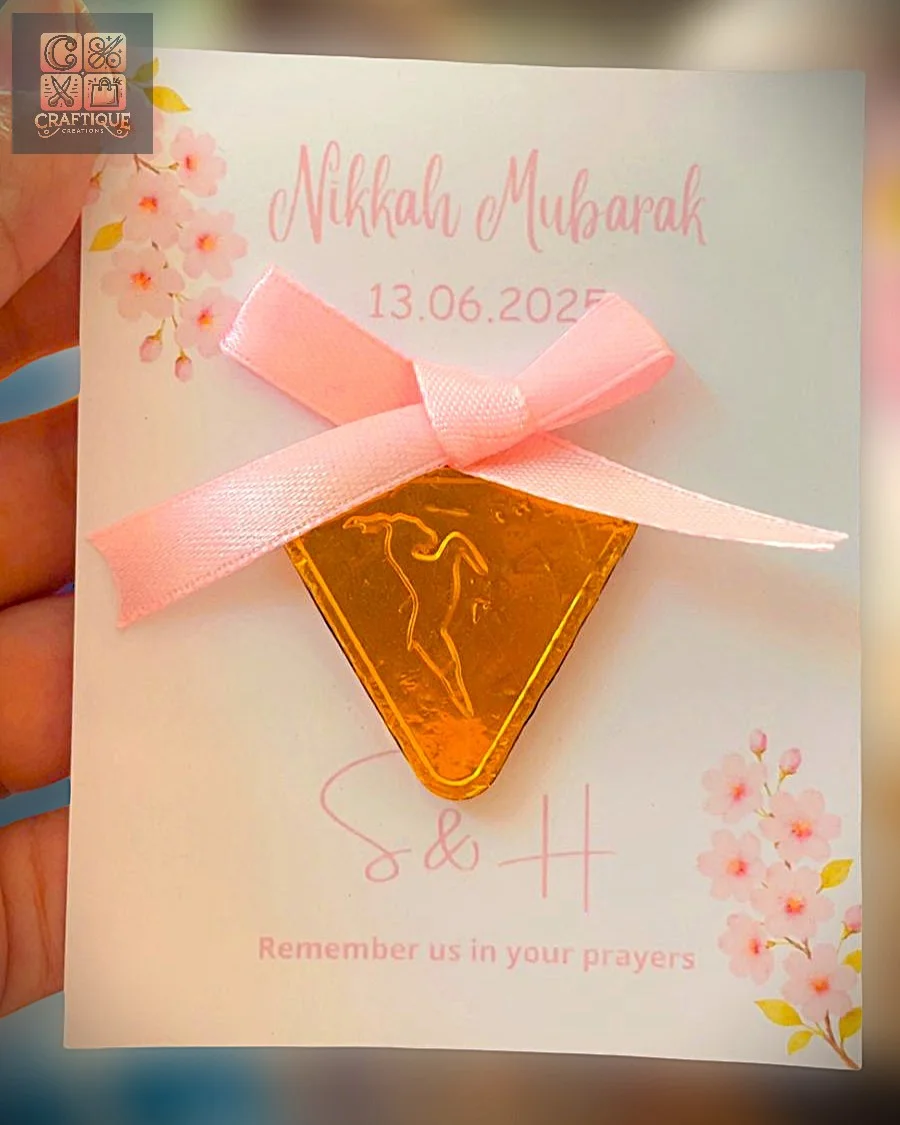 CRAFTIQUE
CREATIONS
Nikkah Mubarak
13.06.2025
S & H
Remember us in your prayers